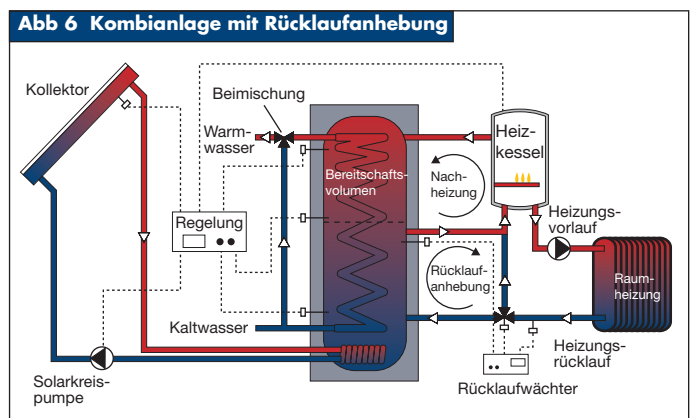 Abb 6 Kombianlage mit Rücklaufanhebung
Kollektor
Beimischung
Warm-
wasser
Bereitschafts-
volumen
Nach-
heizung
Heiz-
kessel
Heizungs-
vorlauf
Regelung
Rücklauf-
anhebung
Raum-
heizung
Kaltwasser
Heizungs-
rücklauf
Solarkreis-
pumpe
Rücklaufwächter